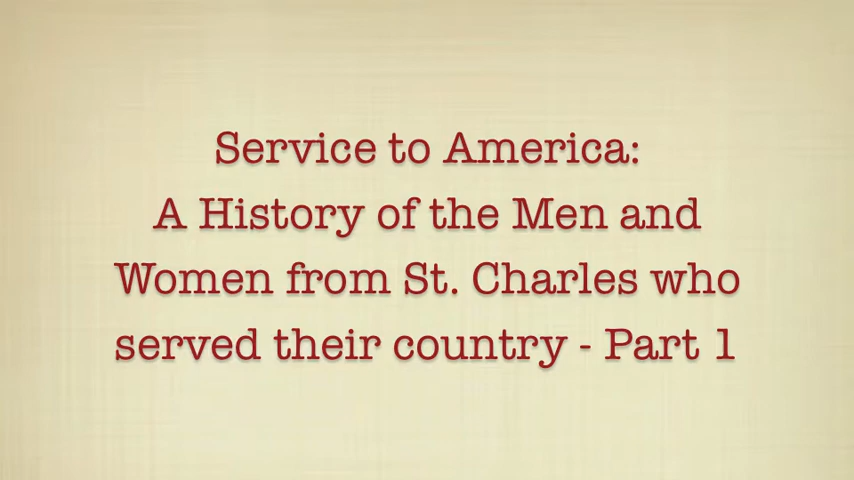 Service to America:
A History of the Men and
Women from St. Charles who
served their country - Part 1